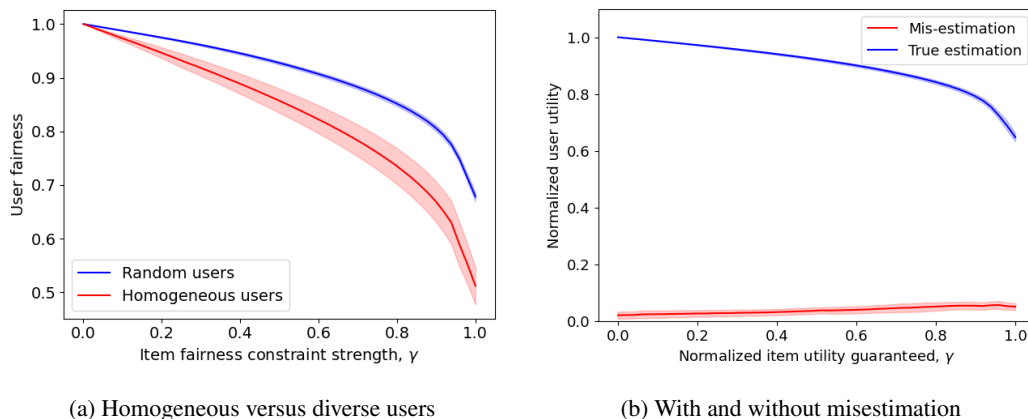 1.0
0.9
0.8
0.7
0.6
0.5
User fairness
Random users
Homogeneous users
0.0 0.2 0.4 0.6 0.8 1.0
Item fairness constraint strength, γ
(a) Homogeneous versus diverse users
1.0
0.8
0.6
0.4
0.2
0.0
Normalized user utility
Mis-estimation
True estimation
0.0 0.2 0.4 0.6 0.8 1.0
Normalized item utility guaranteed, γ
(b) With and without misestimation